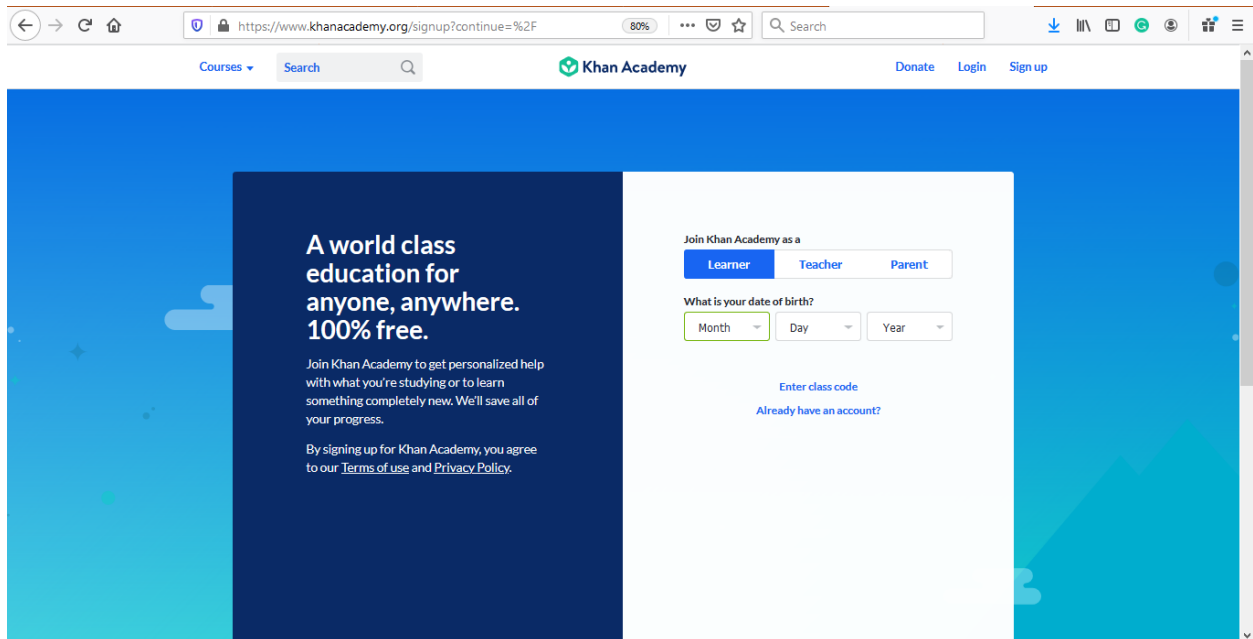 https://www.khanacademy.org/signup?continue=%2F
80%
Search
Courses
Search
Khan Academy
Donate
Login
Sign up
A world class
education for
anyone, anywhere.
100% free.
Join Khan Academy to get personalized help
with what you're studying or to learn
something completely new. We'll save all of
your progress.
By signing up for Khan Academy, you agree
to our Terms of use and Privacy Policy.
Join Khan Academy as a
Learner
Teacher
Parent
What is your date of birth?
Month
Day
Year
Enter class code
Already have an account?